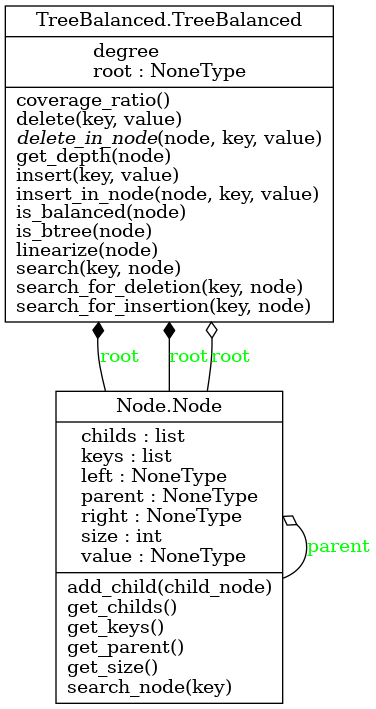 TreeBalanced.TreeBalanced
degree
root : NoneType
coverage_ratio()
delete(key, value)
delete_in_node(node, key, value)
get_depth(node)
insert(key, value)
insert_in_node(node, key, value)
is_balanced(node)
is_btree(node)
linearize(node)
search(key, node)
search_for_deletion(key, node)
search_for_insertion(key, node)
root root root
Node.Node
childs : list
keys : list
left : NoneType
parent : NoneType
right : NoneType
size : int
value : NoneType
parent
add_child(child_node)
get_childs()
get_keys()
get_parent()
get_size()
search_node(key)